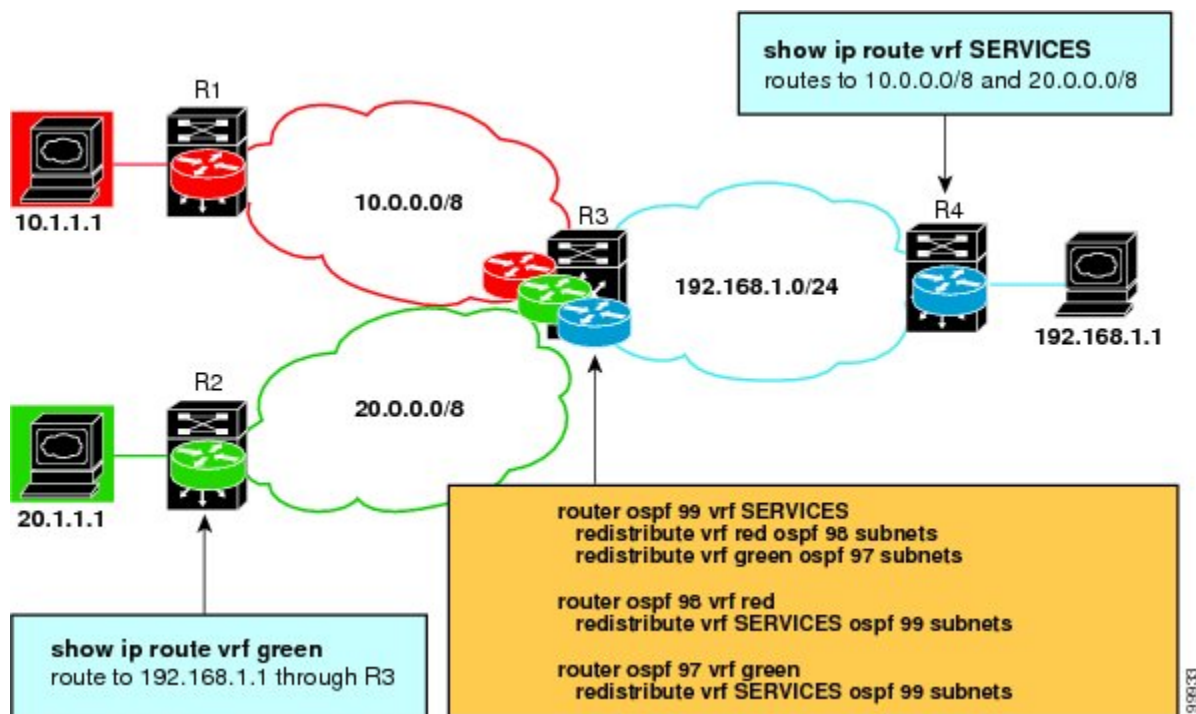 show ip route vrf SERVICES
routes to 10.0.0.0/8 and 20.0.0.0/8
R1
10.1.1.1
10.0.0.0/8
R3
192.168.1.0/24
R4
192.168.1.1
R2
20.0.0.0/8
20.1.1.1
router ospf 99 vrf SERVICES
redistribute vrf red ospf 98 subnets
redistribute vrf green ospf 97 subnets
router ospf 98 vrf red
redistribute vrf SERVICES ospf 99 subnets
router ospf 97 vrf green
redistribute vrf SERVICES ospf 99 subnets
show ip route vrf green
route to 192.168.1.1 through R3